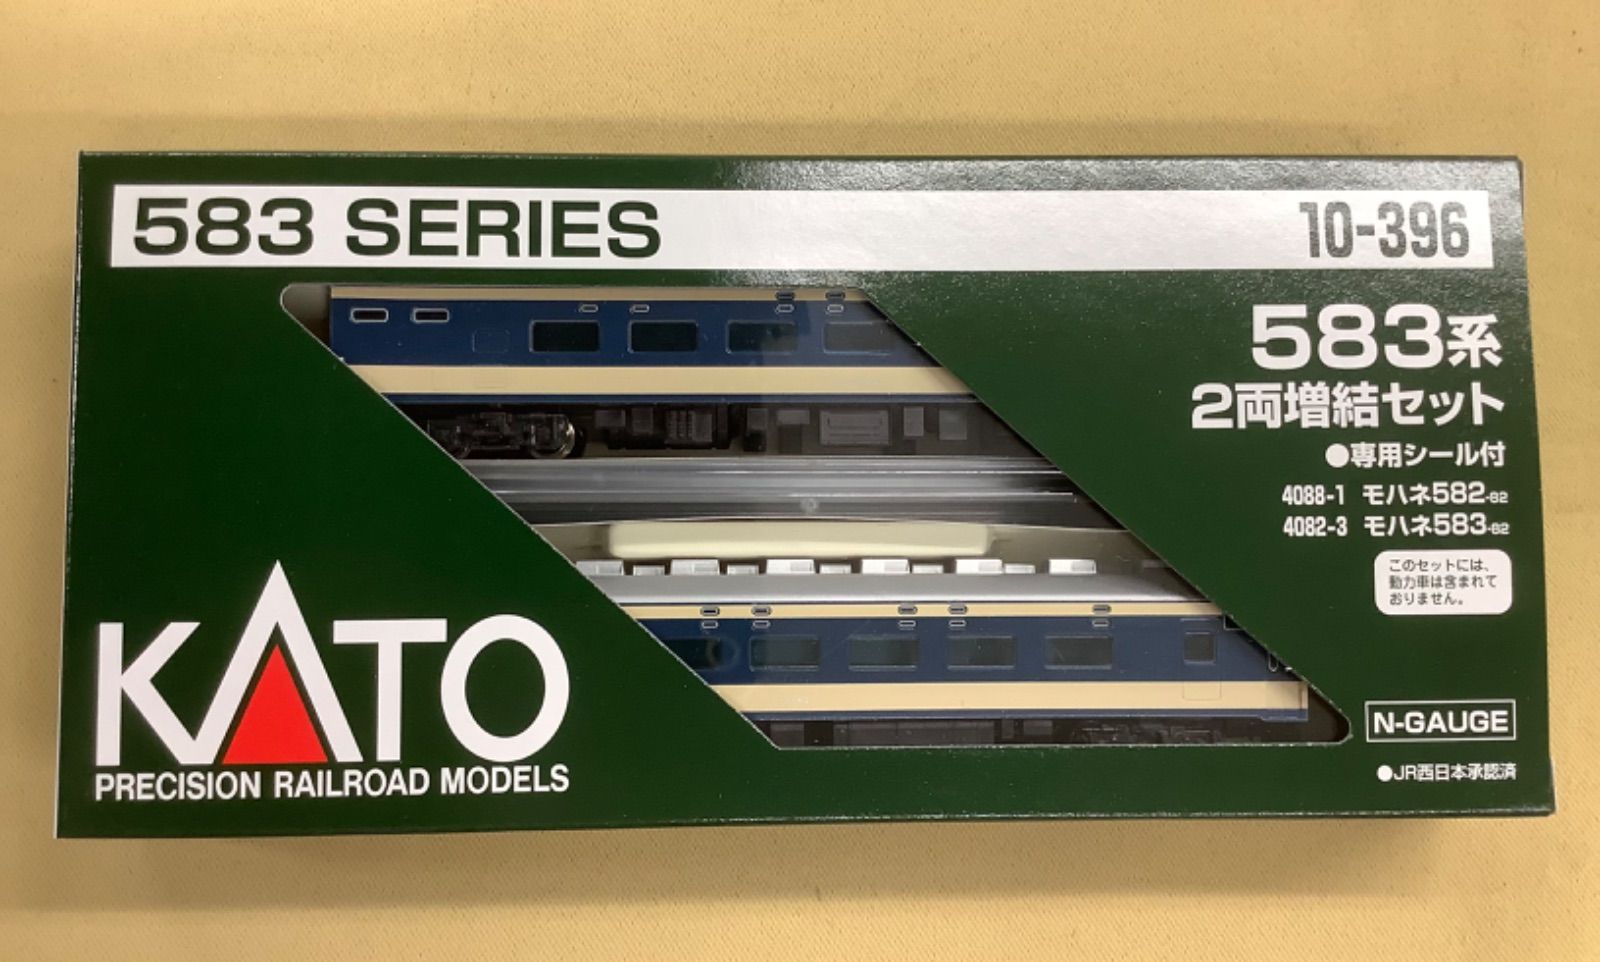 583 SERIES
10-396
583系
2両増結セット
●専用シール付
4088-1 モハネ582-82
4082-3 モハネ583-82
このセットには、
動力車は含まれて
おりません。
KATO
PRECISION RAILROAD MODELS
N-GAUGE
●JR西日本承認済